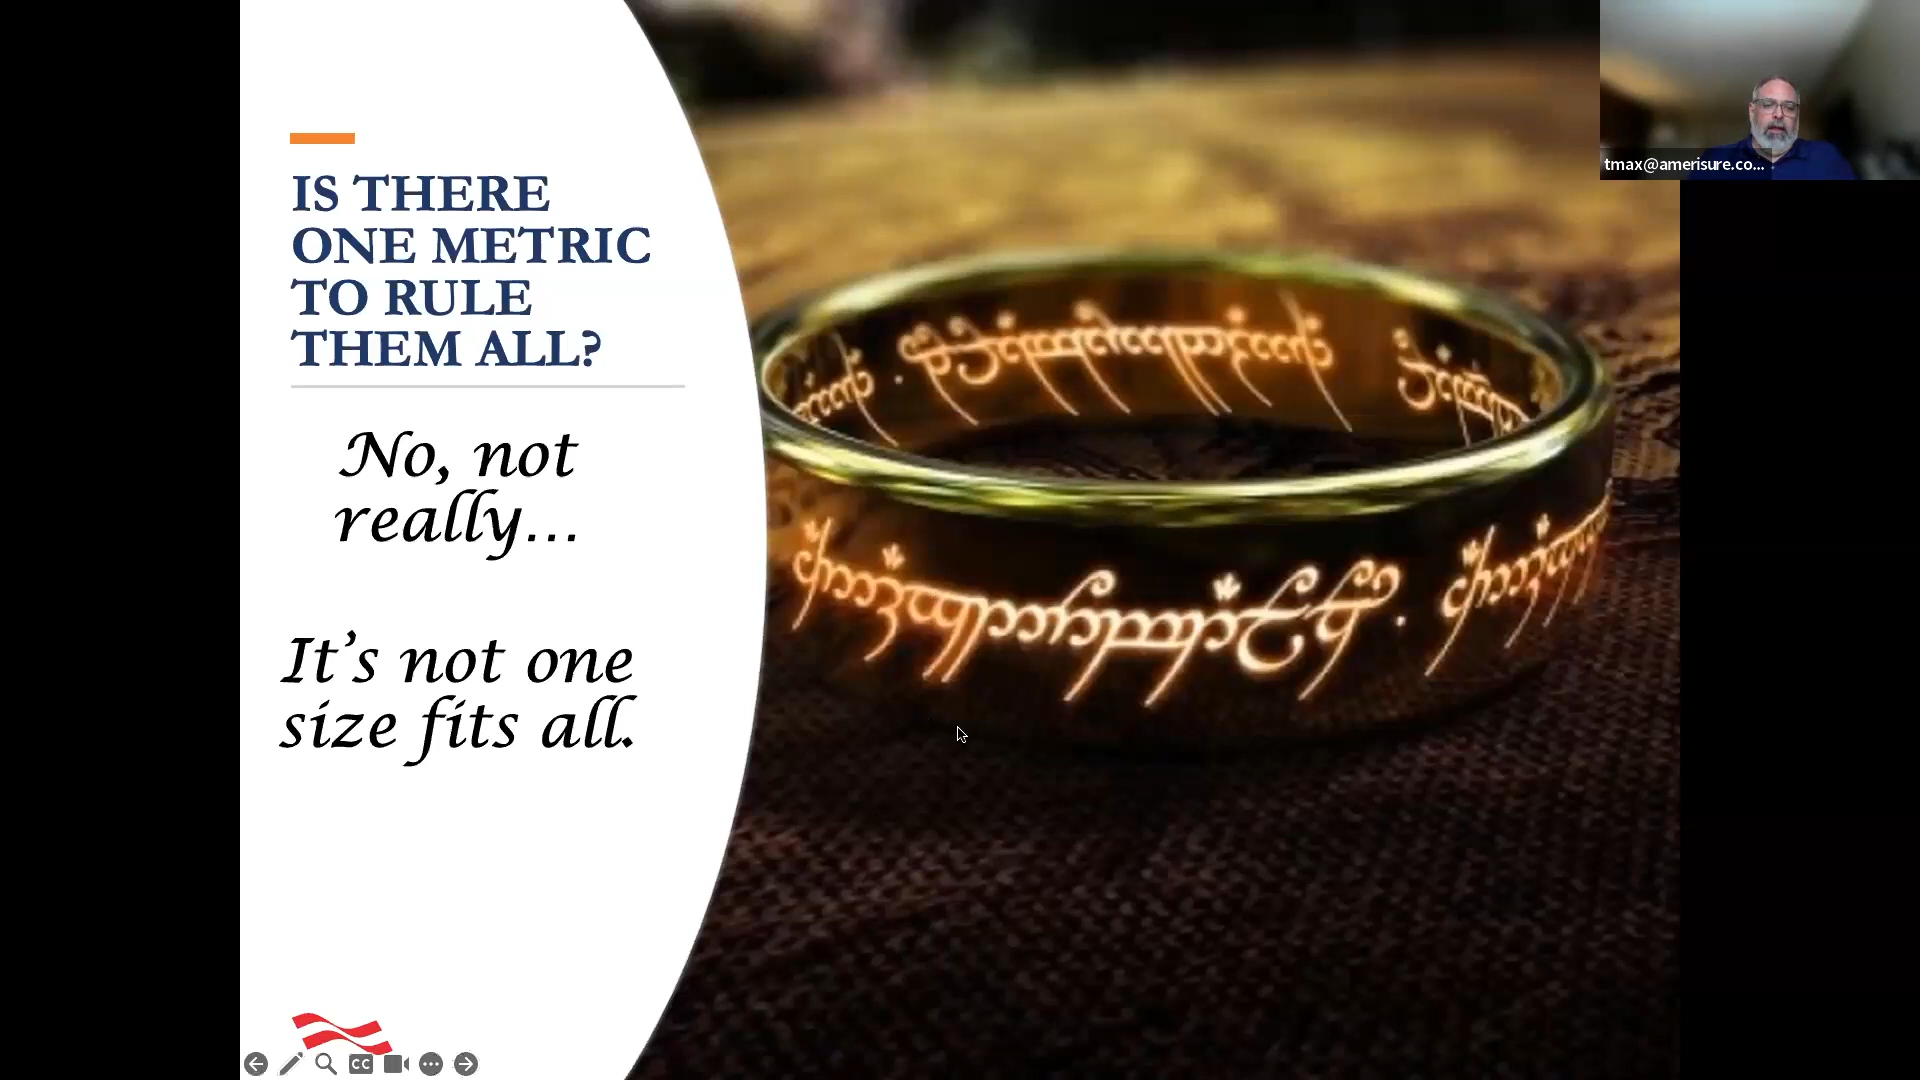 IS THERE
ONE METRIC
TO RULE
THEM ALL?
No, not
really...
It's not one
size fits all.
tmax@amerisure.co...
CC